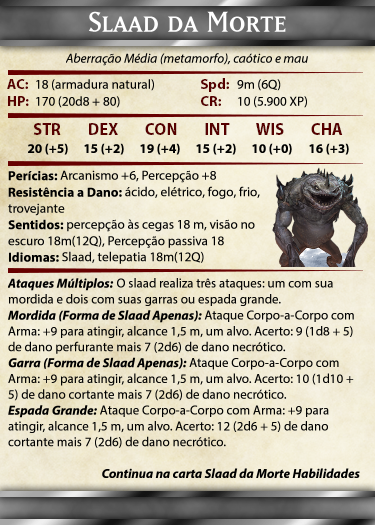 Slaad da Morte
Aberração Média (metamorfo), caótico e mau
AC: 18 (armadura natural) Spd: 9m (6Q)
HP: 170 (20d8 + 80) CR: 10 (5.900 XP)
STR DEX CON INT WIS CHA
20 (+5) 15 (+2) 19 (+4) 15 (+2) 10 (+0) 16 (+3)
Perícias: Arcanismo +6, Percepção +8
Resistência a Dano: ácido, elétrico, fogo, frio,
trovejante
Sentidos: percepção às cegas 18 m, visão no
escuro 18m(12Q), Percepção passiva 18
Idiomas: Slaad, telepatia 18m(12Q)
Ataques Múltiplos: O slaad realiza três ataques: um com sua
mordida e dois com suas garras ou espada grande.
Mordida (Forma de Slaad Apenas): Ataque Corpo-a-Corpo com
Arma: +9 para atingir, alcance 1,5 m, um alvo. Acerto: 9 (1d8 + 5)
de dano perfurante mais 7 (2d6) de dano necrótico.
Garra (Forma de Slaad Apenas): Ataque Corpo-a-Corpo com
Arma: +9 para atingir, alcance 1,5 m, um alvo. Acerto: 10 (1d10 +
5) de dano cortante mais 7 (2d6) de dano necrótico.
Espada Grande: Ataque Corpo-a-Corpo com Arma: +9 para
atingir, alcance 1,5 m, um alvo. Acerto: 12 (2d6 + 5) de dano
cortante mais 7 (2d6) de dano necrótico.
Continua na carta Slaad da Morte Habilidades